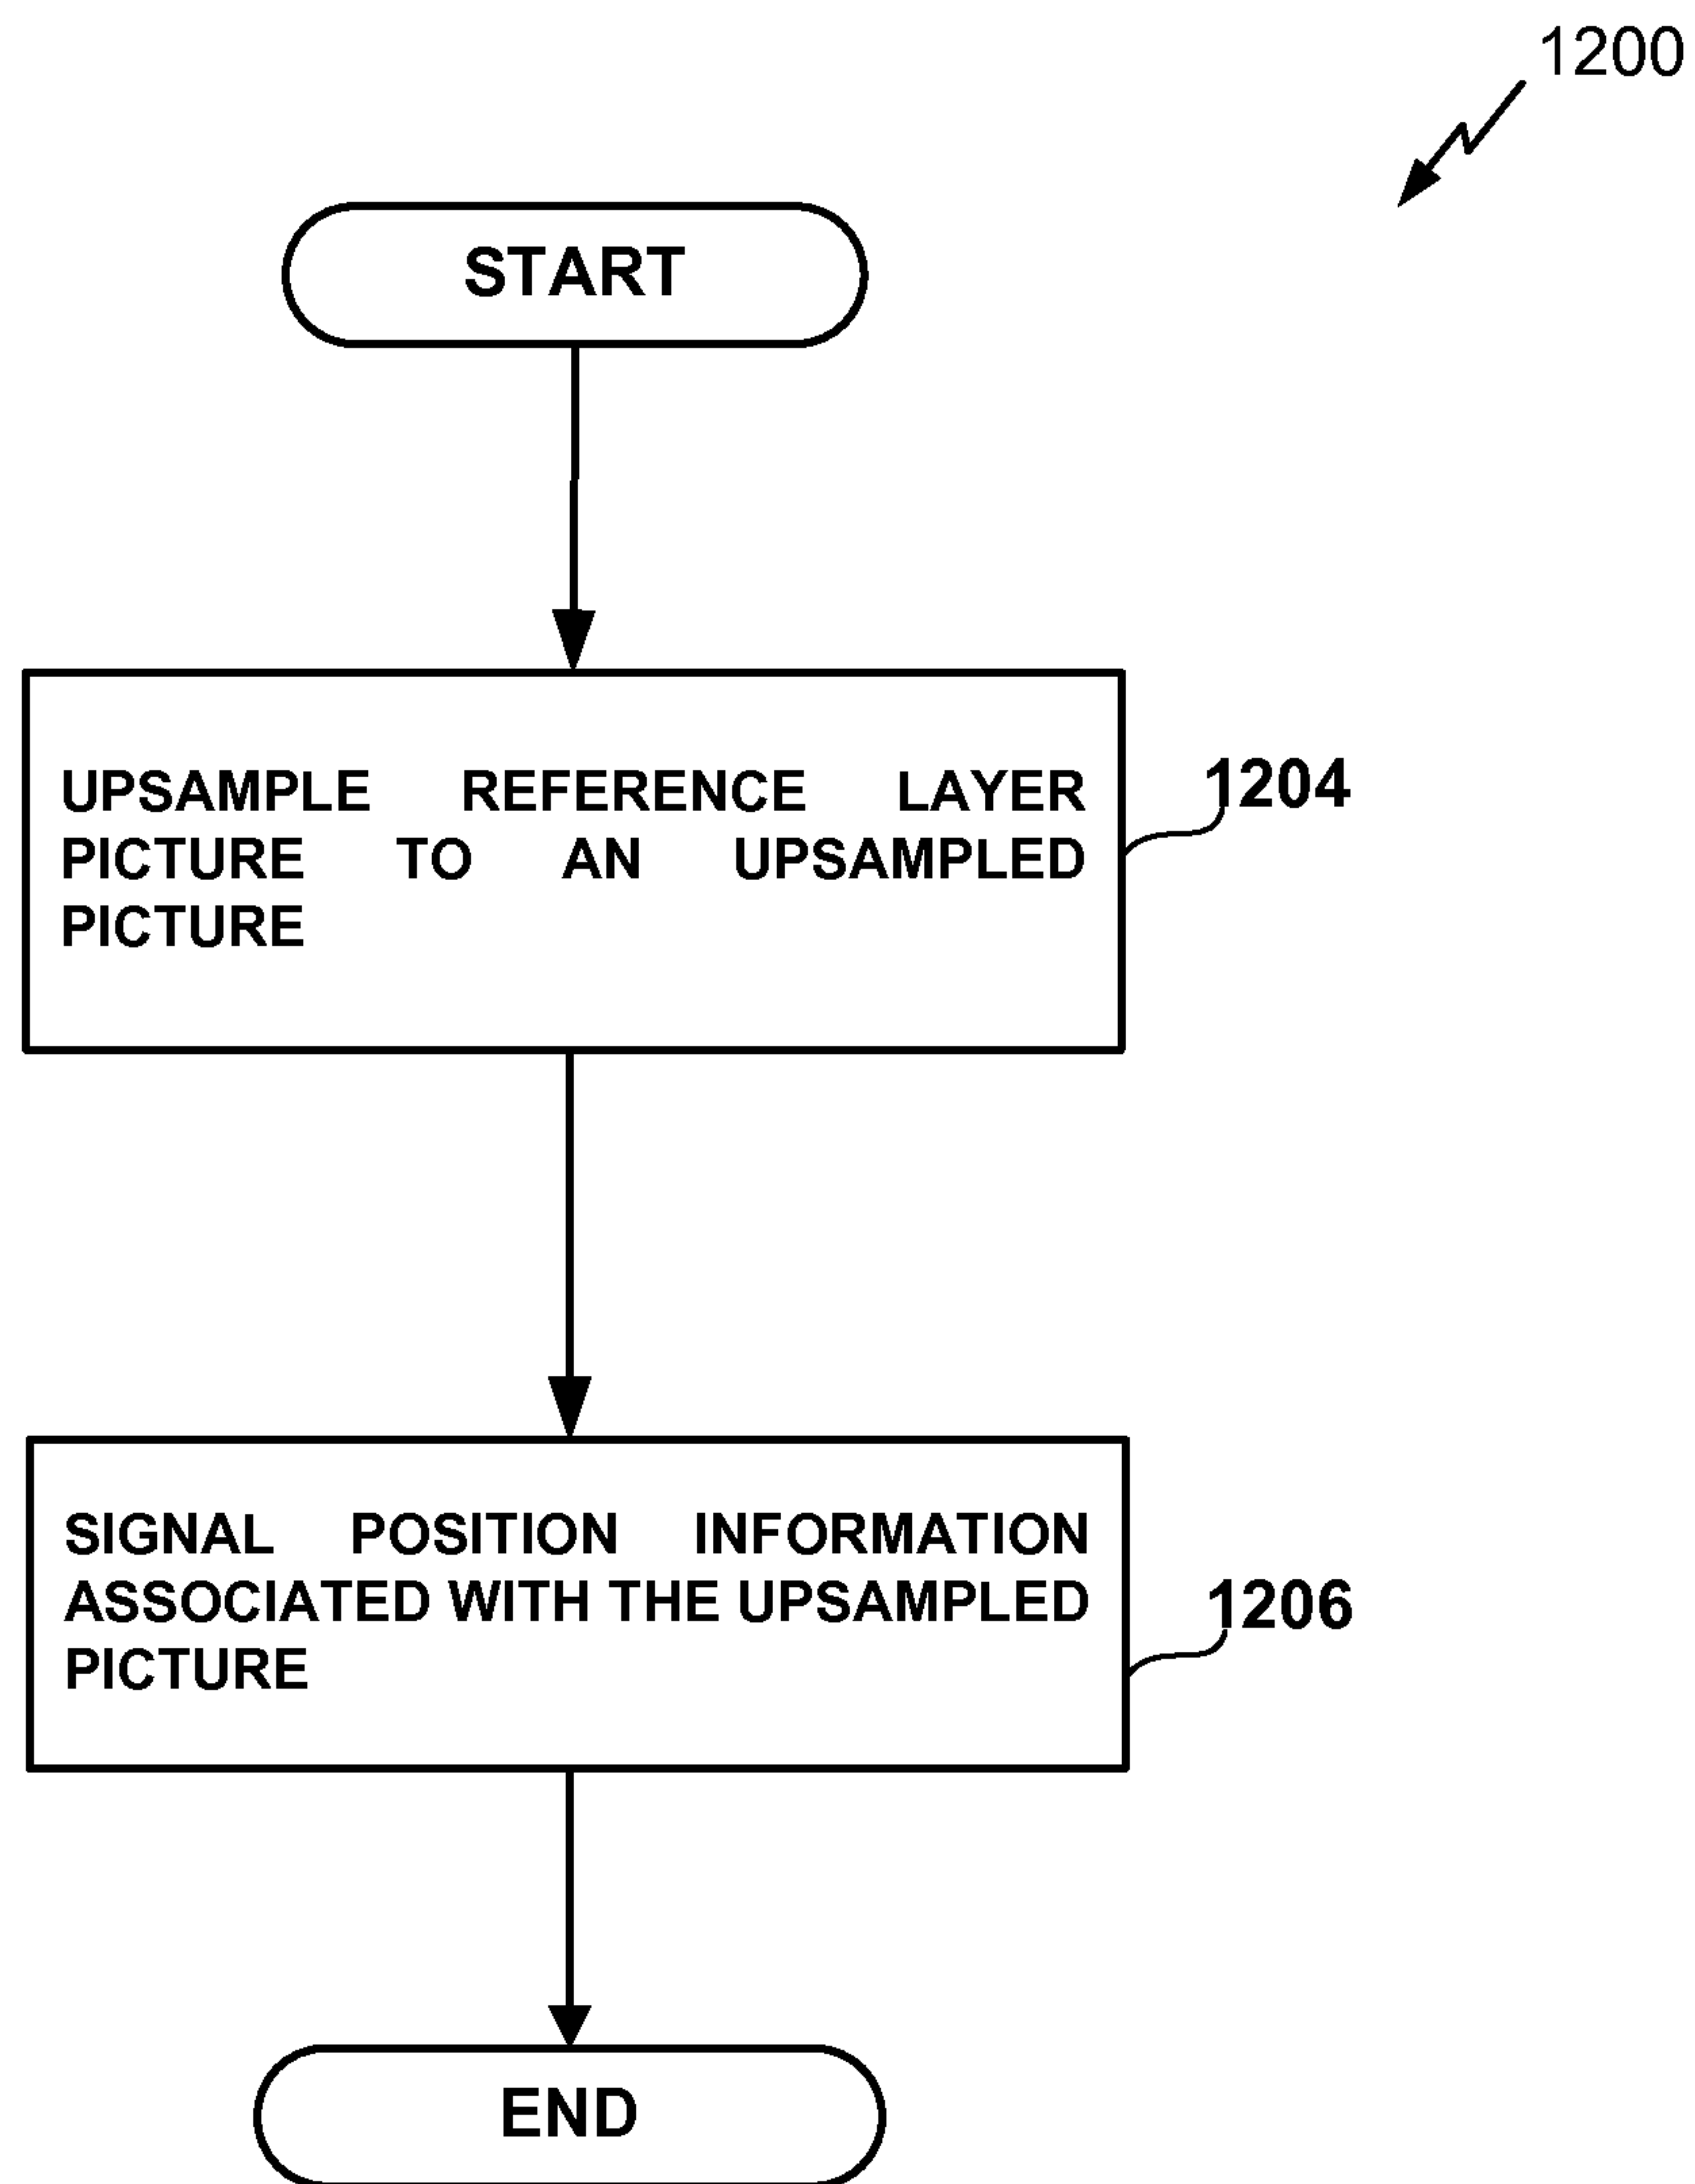 1200
START
UPSAMPLE REFERENCE LAYER
PICTURE TO AN UPSAMPLED
PICTURE
1204
SIGNAL POSITION INFORMATION
ASSOCIATED WITH THE UPSAMPLED
PICTURE
1206
END